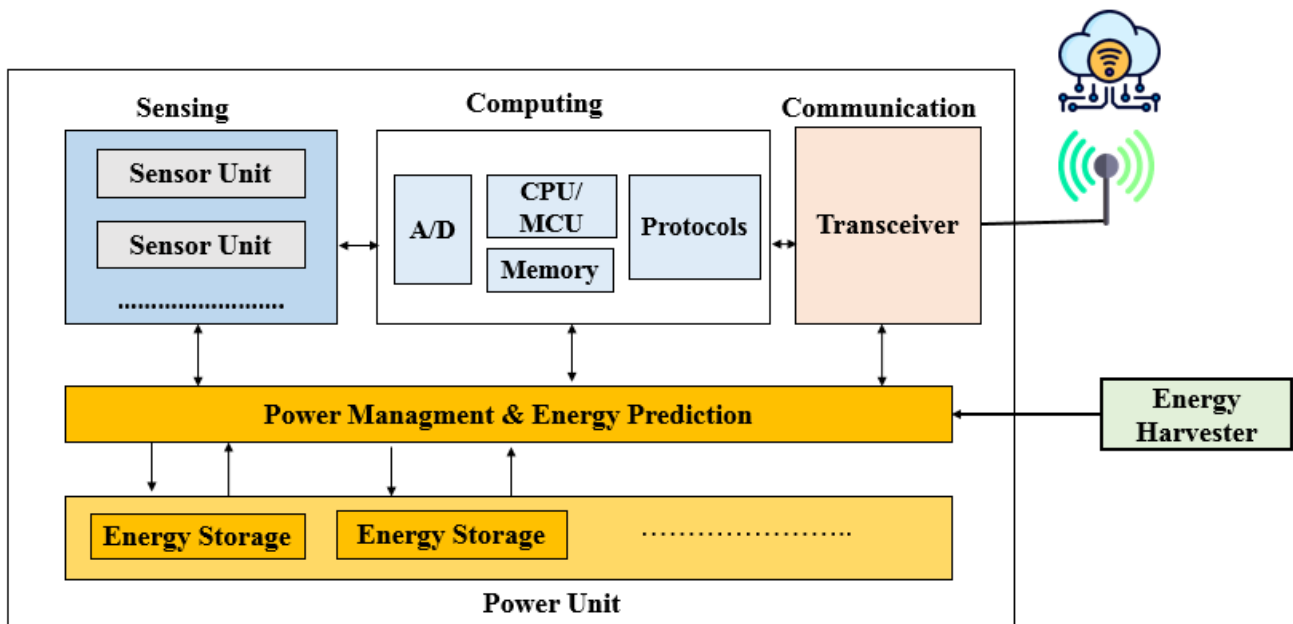 Sensing
Computing
Communication
Sensor Unit
Sensor Unit
...........................
A/D
CPU/
MCU
Memory
Protocols
Transceiver
Power Managment & Energy Prediction
Energy
Harvester
Energy Storage
Energy Storage
…………………..
Power Unit